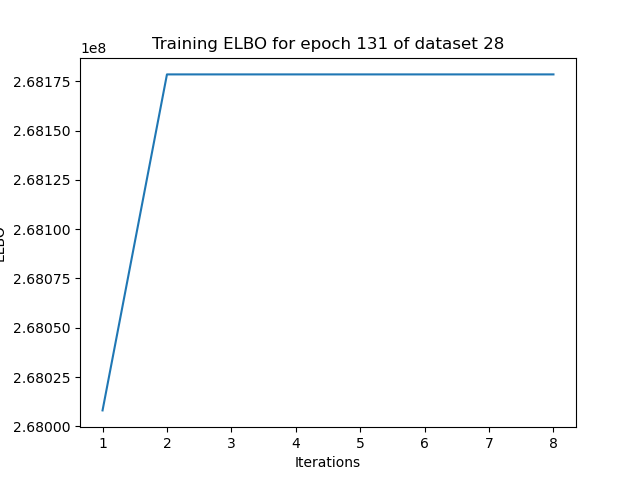 Training ELBO for epoch 131 of dataset 28
1e8
2.68175
2.68150
2.68125
2.68100
2.68075
2.68050
2.68025
2.68000
ELBO
1 2 3 4 5 6 7 8
Iterations